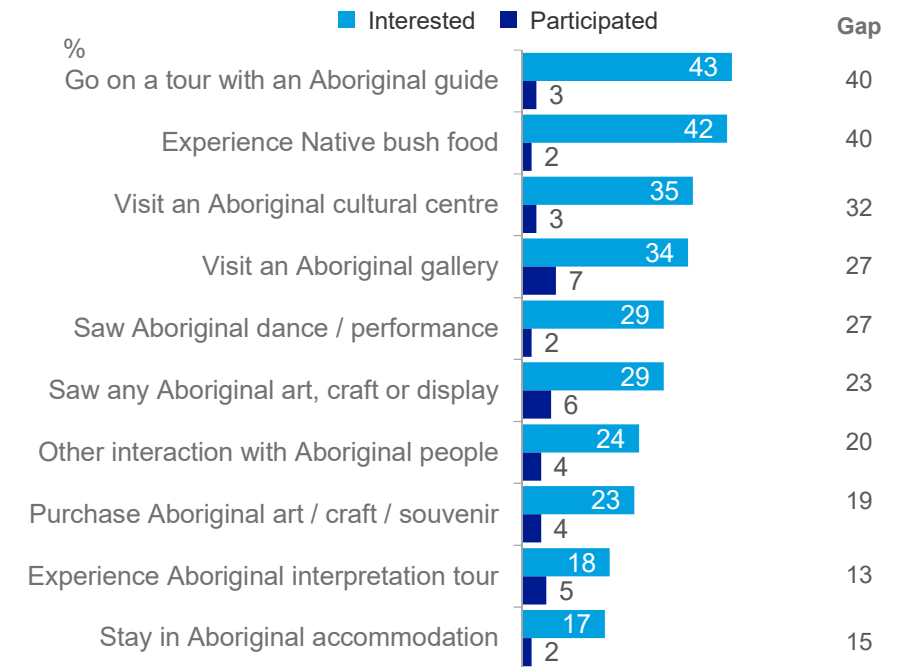 Interested Participated Gap
%
Go on a tour with an Aboriginal guide 43 3 40
Experience Native bush food 42 2 40
Visit an Aboriginal cultural centre 35 3 32
Visit an Aboriginal gallery 34 7 27
Saw Aboriginal dance / performance 29 2 27
Saw any Aboriginal art, craft or display 29 6 23
Other interaction with Aboriginal people 24 4 20
Purchase Aboriginal art / craft / souvenir 23 4 19
Experience Aboriginal interpretation tour 18 5 13
Stay in Aboriginal accommodation 17 2 15